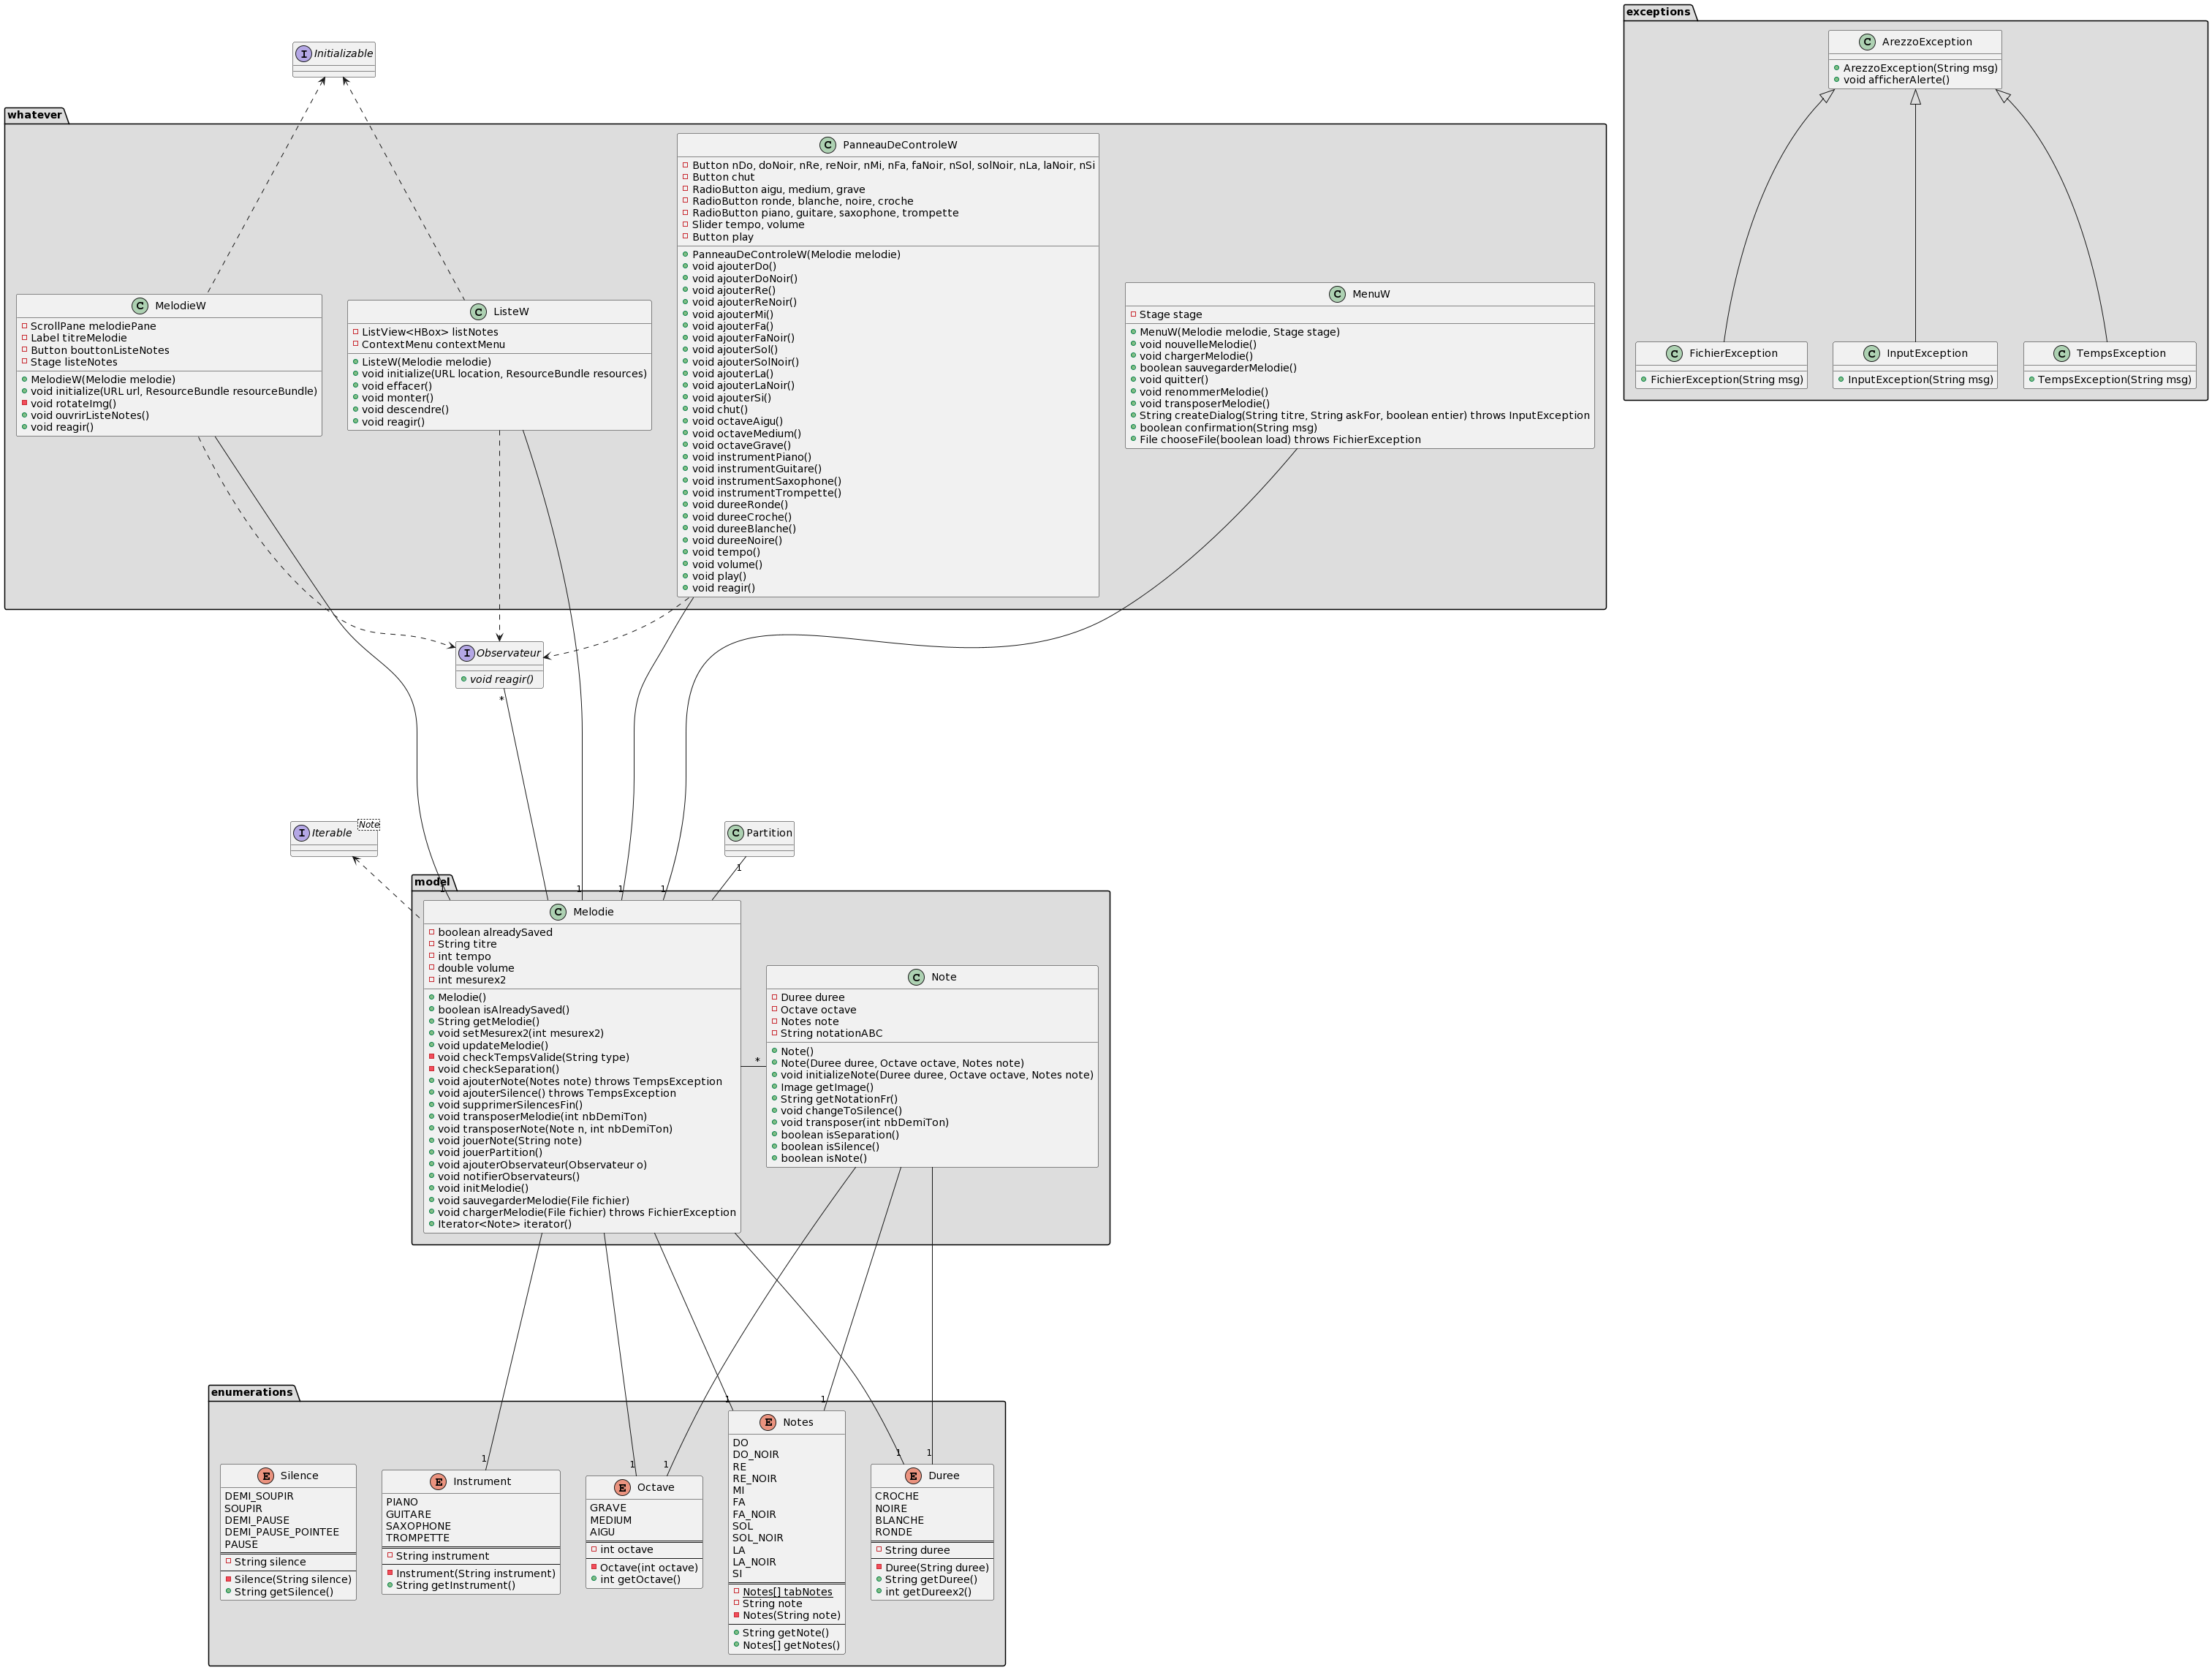 exceptions
ArezzoException
ArezzoException(String msg)
void afficherAlerte()
FichierException
FichierException(String msg)
InputException
InputException(String msg)
TempsException
TempsException(String msg)
Initializable
whatever
MelodieW
ScrollPane melodiePane
Label titreMelodie
Button bouttonListeNotes
Stage listeNotes
MelodieW(Melodie melodie)
void initialize(URL url, ResourceBundle resourceBundle)
void rotateImg()
void ouvrirListeNotes()
void reagir()
ListeW
ListView<HBox> listNotes
ContextMenu contextMenu
ListeW(Melodie melodie)
void initialize(URL location, ResourceBundle resources)
void effacer()
void monter()
void descendre()
void reagir()
PanneauDeControleW
Button nDo, doNoir, nRe, reNoir, nMi, nFa, faNoir, nSol, solNoir, nLa, laNoir, nSi
Button chut
RadioButton aigu, medium, grave
RadioButton ronde, blanche, noire, croche
RadioButton piano, guitare, saxophone, trompette
Slider tempo, volume
Button play
PanneauDeControleW(Melodie melodie)
void ajouterDo()
void ajouterDoNoir()
void ajouterRe()
void ajouterReNoir()
void ajouterMi()
void ajouterFa()
void ajouterFaNoir()
void ajouterSol()
void ajouterSolNoir()
void ajouterLa()
void ajouterLaNoir()
void ajouterSi()
void chut()
void octaveAigu()
void octaveMedium()
void octaveGrave()
void instrumentPiano()
void instrumentGuitare()
void instrumentSaxophone()
void instrumentTrompette()
void dureeRonde()
void dureeCroche()
void dureeBlanche()
void dureeNoire()
void tempo()
void volume()
void play()
void reagir()
MenuW
Stage stage
MenuW(Melodie melodie, Stage stage)
void nouvelleMelodie()
void chargerMelodie()
boolean sauvegarderMelodie()
void quitter()
void renommerMelodie()
void transposerMelodie()
String createDialog(String titre, String askFor, boolean entier) throws InputException
boolean confirmation(String msg)
File chooseFile(boolean load) throws FichierException
Observateur
void reagir()
*
Iterable
Note
Partition
1
1
1
1
1
model
Melodie
boolean alreadySaved
String titre
int tempo
double volume
int mesurex2
Melodie()
boolean isAlreadySaved()
String getMelodie()
void setMesurex2(int mesurex2)
void updateMelodie()
void checkTempsValide(String type)
void checkSeparation()
void ajouterNote(Notes note) throws TempsException
void ajouterSilence() throws TempsException
void supprimerSilencesFin()
void transposerMelodie(int nbDemiTon)
void transposerNote(Note n, int nbDemiTon)
void jouerNote(String note)
void jouerPartition()
void ajouterObservateur(Observateur o)
void notifierObservateurs()
void initMelodie()
void sauvegarderMelodie(File fichier)
void chargerMelodie(File fichier) throws FichierException
Iterator<Note> iterator()
*
Note
Duree duree
Octave octave
Notes note
String notationABC
Note()
Note(Duree duree, Octave octave, Notes note)
void initializeNote(Duree duree, Octave octave, Notes note)
Image getImage()
String getNotationFr()
void changeToSilence()
void transposer(int nbDemiTon)
boolean isSeparation()
boolean isSilence()
boolean isNote()
enumerations
1
1
1
1
1
1
1
Silence
DEMI_SOUPIR
SOUPIR
DEMI_PAUSE
DEMI_PAUSE_POINTEE
PAUSE
String silence
Silence(String silence)
String getSilence()
Instrument
PIANO
GUITARE
SAXOPHONE
TROMPETTE
String instrument
Instrument(String instrument)
String getInstrument()
Octave
GRAVE
MEDIUM
AIGU
int octave
Octave(int octave)
int getOctave()
Notes
DO
DO_NOIR
RE
RE_NOIR
MI
FA
FA_NOIR
SOL
SOL_NOIR
LA
LA_NOIR
SI
Notes[] tabNotes
String note
Notes(String note)
String getNote()
Notes[] getNotes()
Duree
CROCHE
NOIRE
BLANCHE
RONDE
String duree
Duree(String duree)
String getDuree()
int getDureex2()